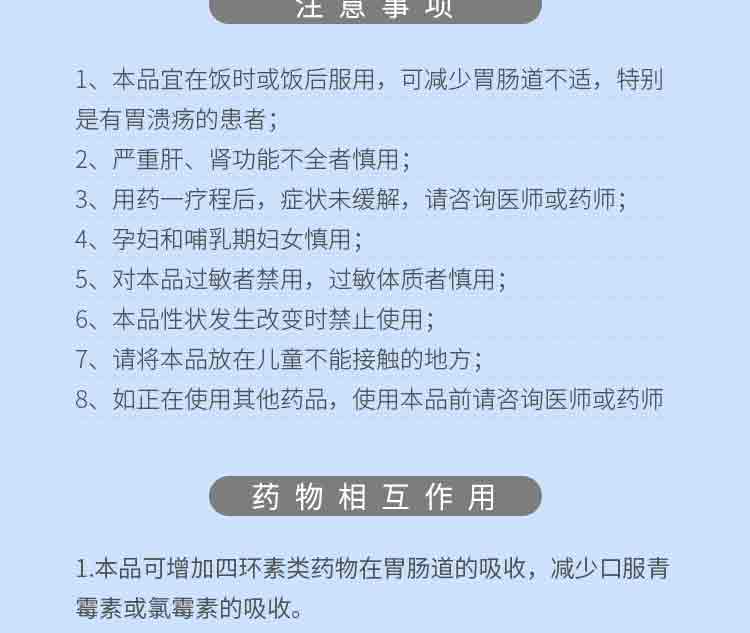 注意事项
1、本品宜在饭时或饭后服用，可减少胃肠道不适，特别
是有胃溃疡的患者；
2、严重肝、肾功能不全者慎用；
3、用药一疗程后，症状未缓解，请咨询医师或药师；
4、孕妇和哺乳期妇女慎用；
5、对本品过敏者禁用，过敏体质者慎用；
6、本品性状发生改变时禁止使用；
7、请将本品放在儿童不能接触的地方；
8、如正在使用其他药品，使用本品前请咨询医师或药师
药物相互作用
1.本品可增加四环素类药物在胃肠道的吸收，减少口服青
霉素或氯霉素的吸收。